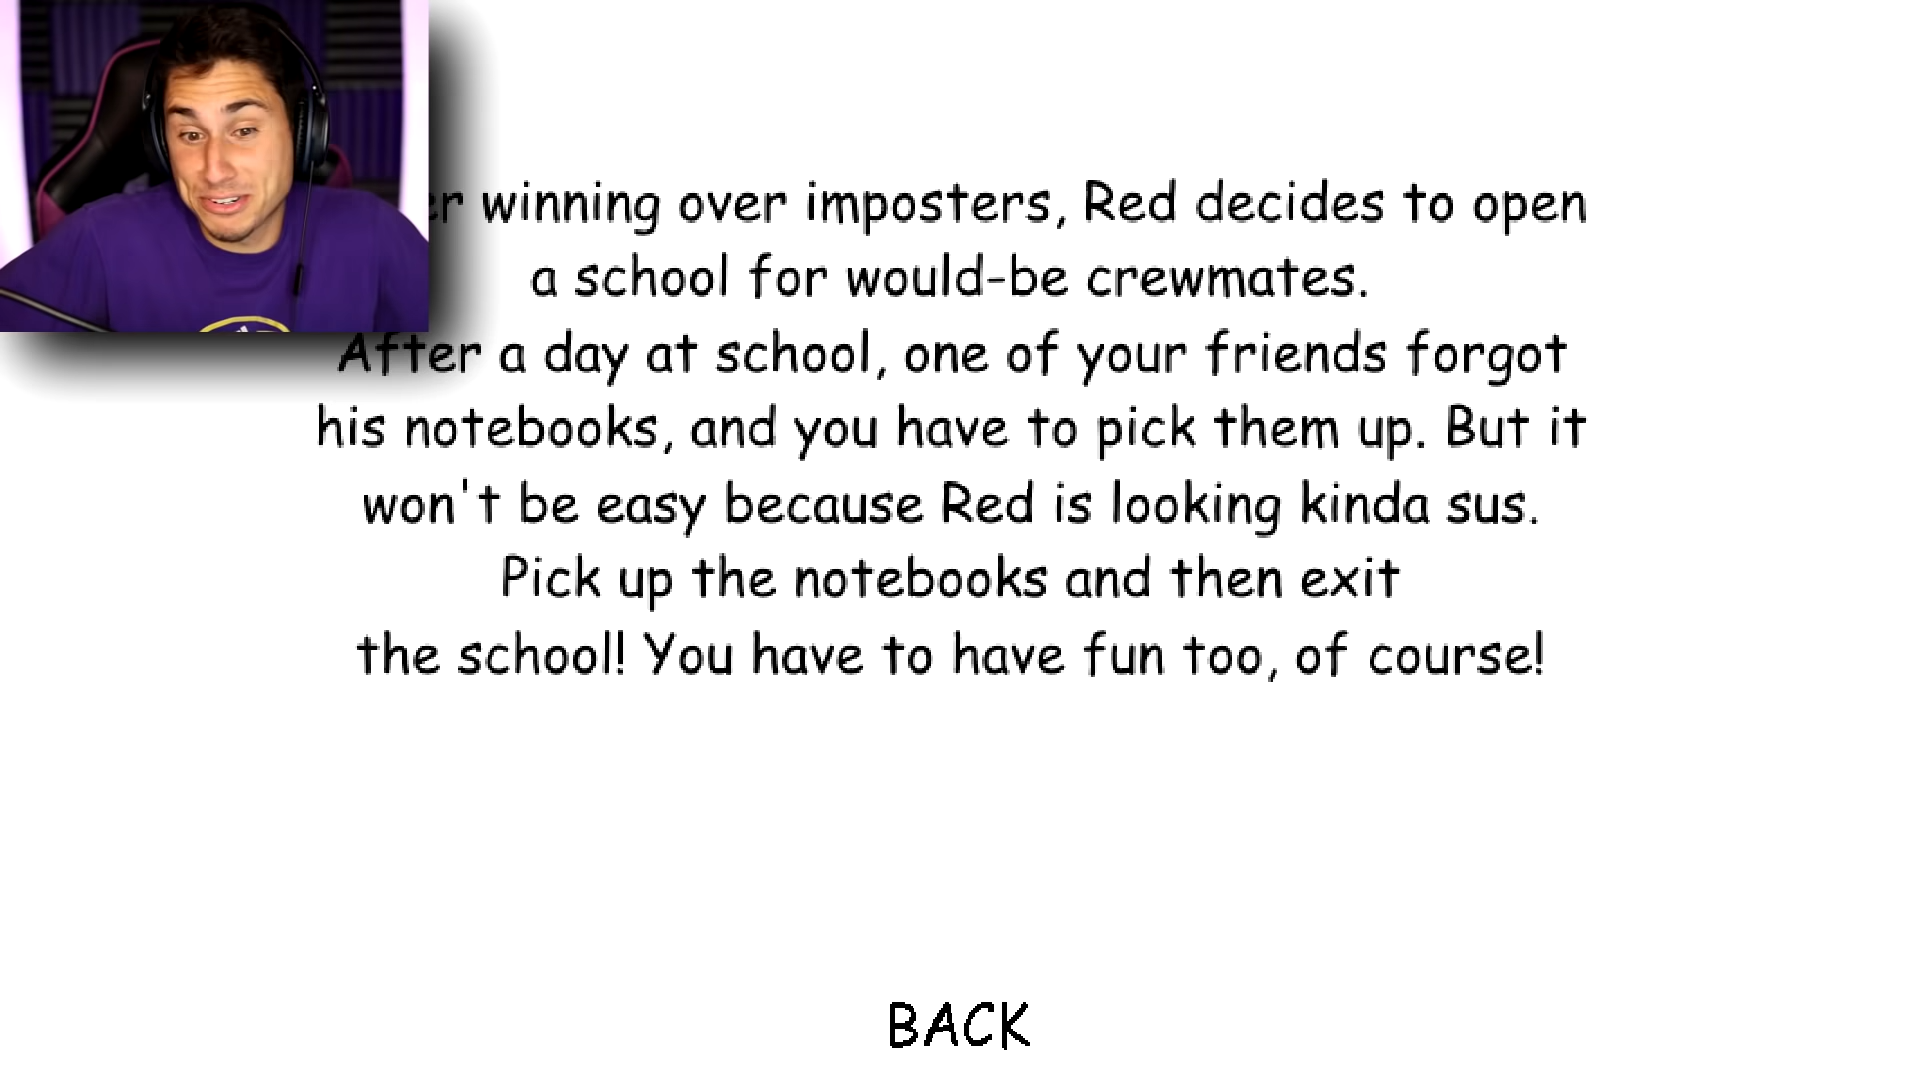 winning over imposters, Red decides to open
a school for would-be crewmates.
After a day at school, one of your friends forgot
his notebooks, and you have to pick them up. But it
won't be easy because Red is looking kinda sus.
Pick up the notebooks and then exit
the school! You have to have fun too, of course!
BACK